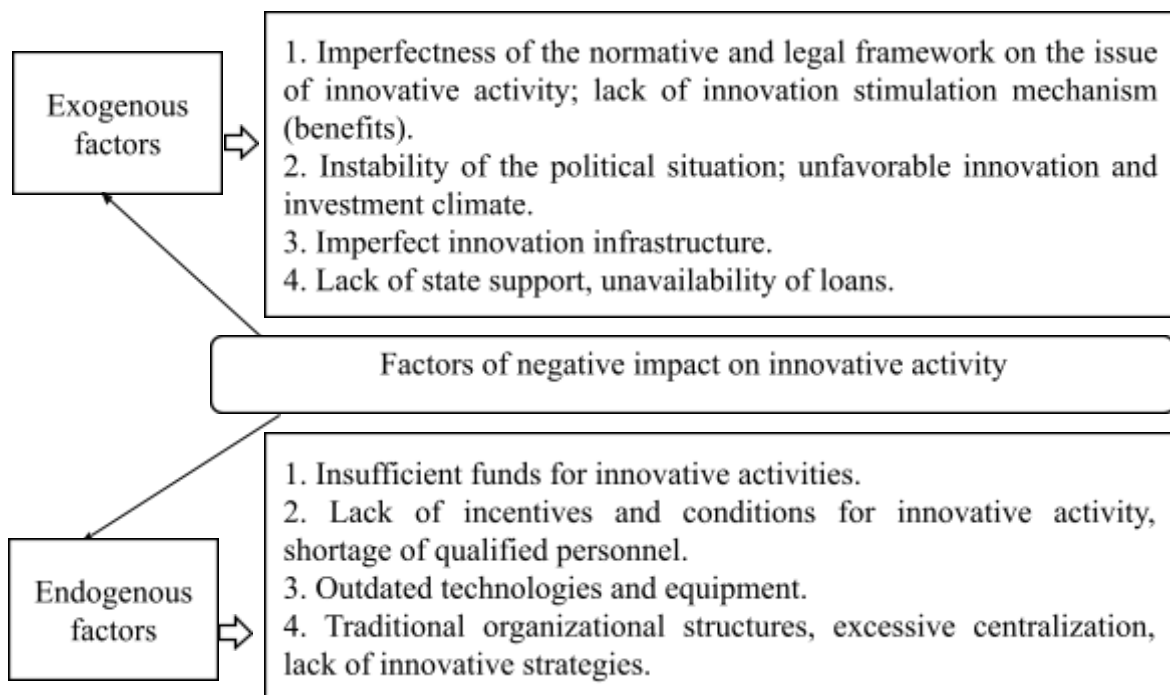 Exogenous
factors
1. Imperfectness of the normative and legal framework on the issue
of innovative activity; lack of innovation stimulation mechanism
(benefits).
2. Instability of the political situation; unfavorable innovation and
investment climate.
3. Imperfect innovation infrastructure.
4. Lack of state support, unavailability of loans.
Factors of negative impact on innovative activity
Endogenous
factors
1. Insufficient funds for innovative activities.
2. Lack of incentives and conditions for innovative activity,
shortage of qualified personnel.
3. Outdated technologies and equipment.
4. Traditional organizational structures, excessive centralization,
lack of innovative strategies.